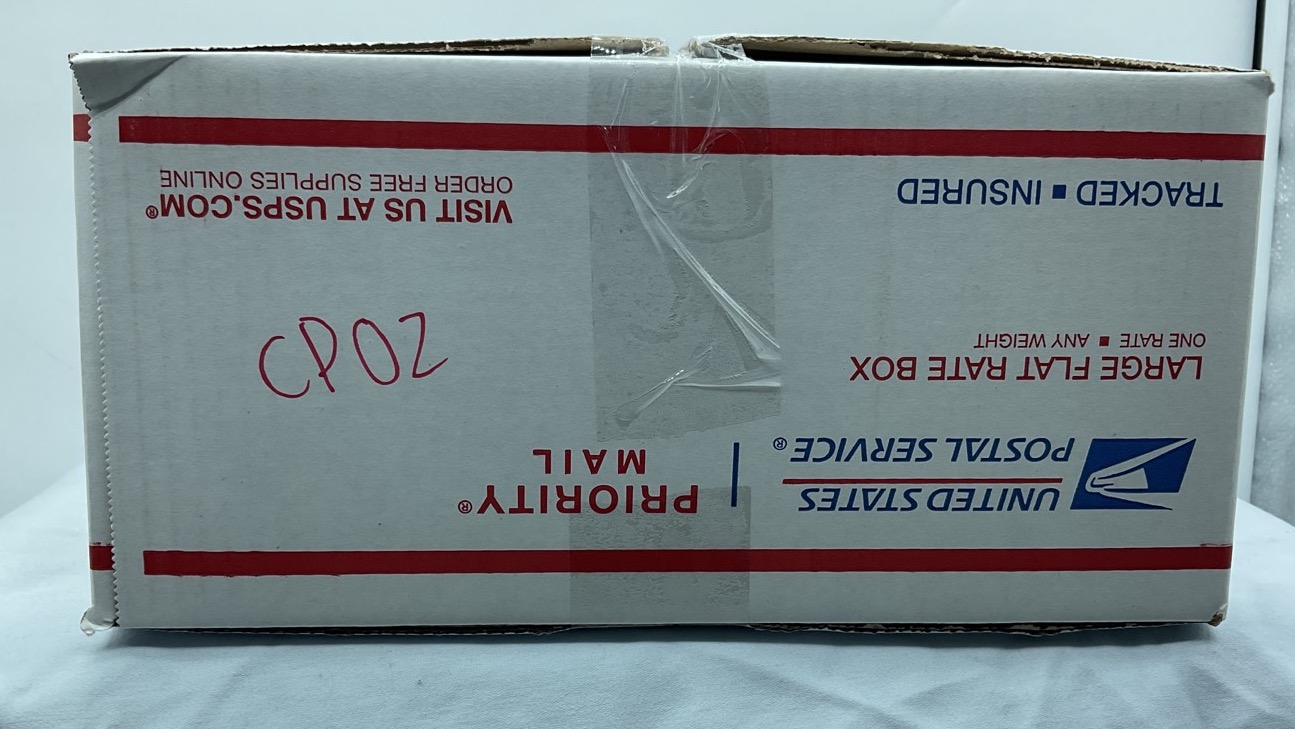 UNITED STATES
POSTAL SERVICE®
PRIORITY®
MAIL
LARGE FLAT RATE BOX
ONE RATE ■ ANY WEIGHT
TRACKED ■ INSURED
VISIT US AT USPS.COM®
ORDER FREE SUPPLIES ONLINE
CP02